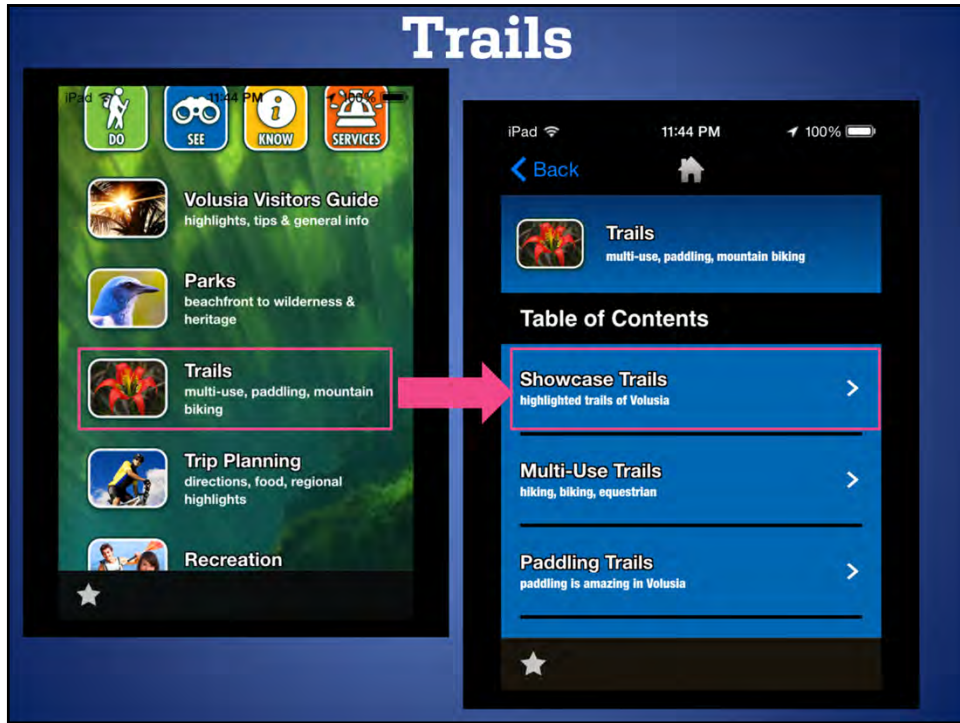 Trails
iPad 11:44 PM 100%
DO SEE KNOW SERVICES
Volusia Visitors Guide
highlights, tips & general info
Parks
beachfront to wilderness &
heritage
Trails
multi-use, paddling, mountain
biking
Trip Planning
directions, food, regional
highlights
Recreation
iPad 11:44 PM 100%
Back
Trails
multi-use, paddling, mountain biking
Table of Contents
Showcase Trails
highlighted trails of Volusia
Multi-Use Trails
hiking, biking, equestrian
Paddling Trails
paddling is amazing in Volusia